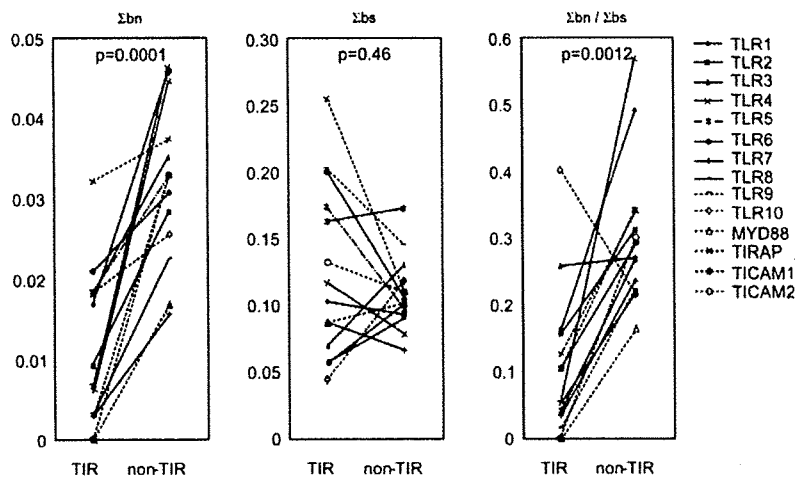 Σbn
Σbs
Σbn / Σbs
0.05
0.04
0.03
0.02
0.01
0
p=0.0001
TIR
non-TIR
0.30
0.25
0.20
0.15
0.10
0.05
0
p=0.46
TIR
non-TIR
0.6
0.5
0.4
0.3
0.2
0.1
0
p=0.0012
TIR
non-TIR
TLR1
TLR2
TLR3
TLR4
TLR5
TLR6
TLR7
TLR8
TLR9
TLR10
MYD88
TIRAP
TICAM1
TICAM2